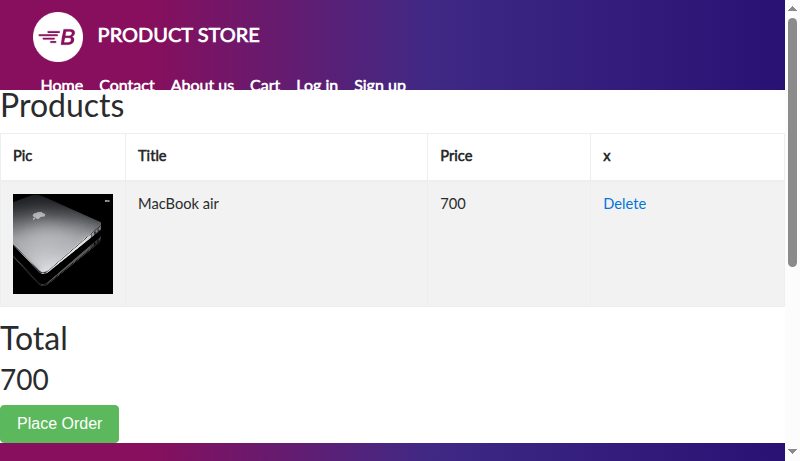 B PRODUCT STORE
Home Contact About us Cart Log in Sign up
Products
Pic Title Price x
MacBook air 700 Delete
Total
700
Place Order